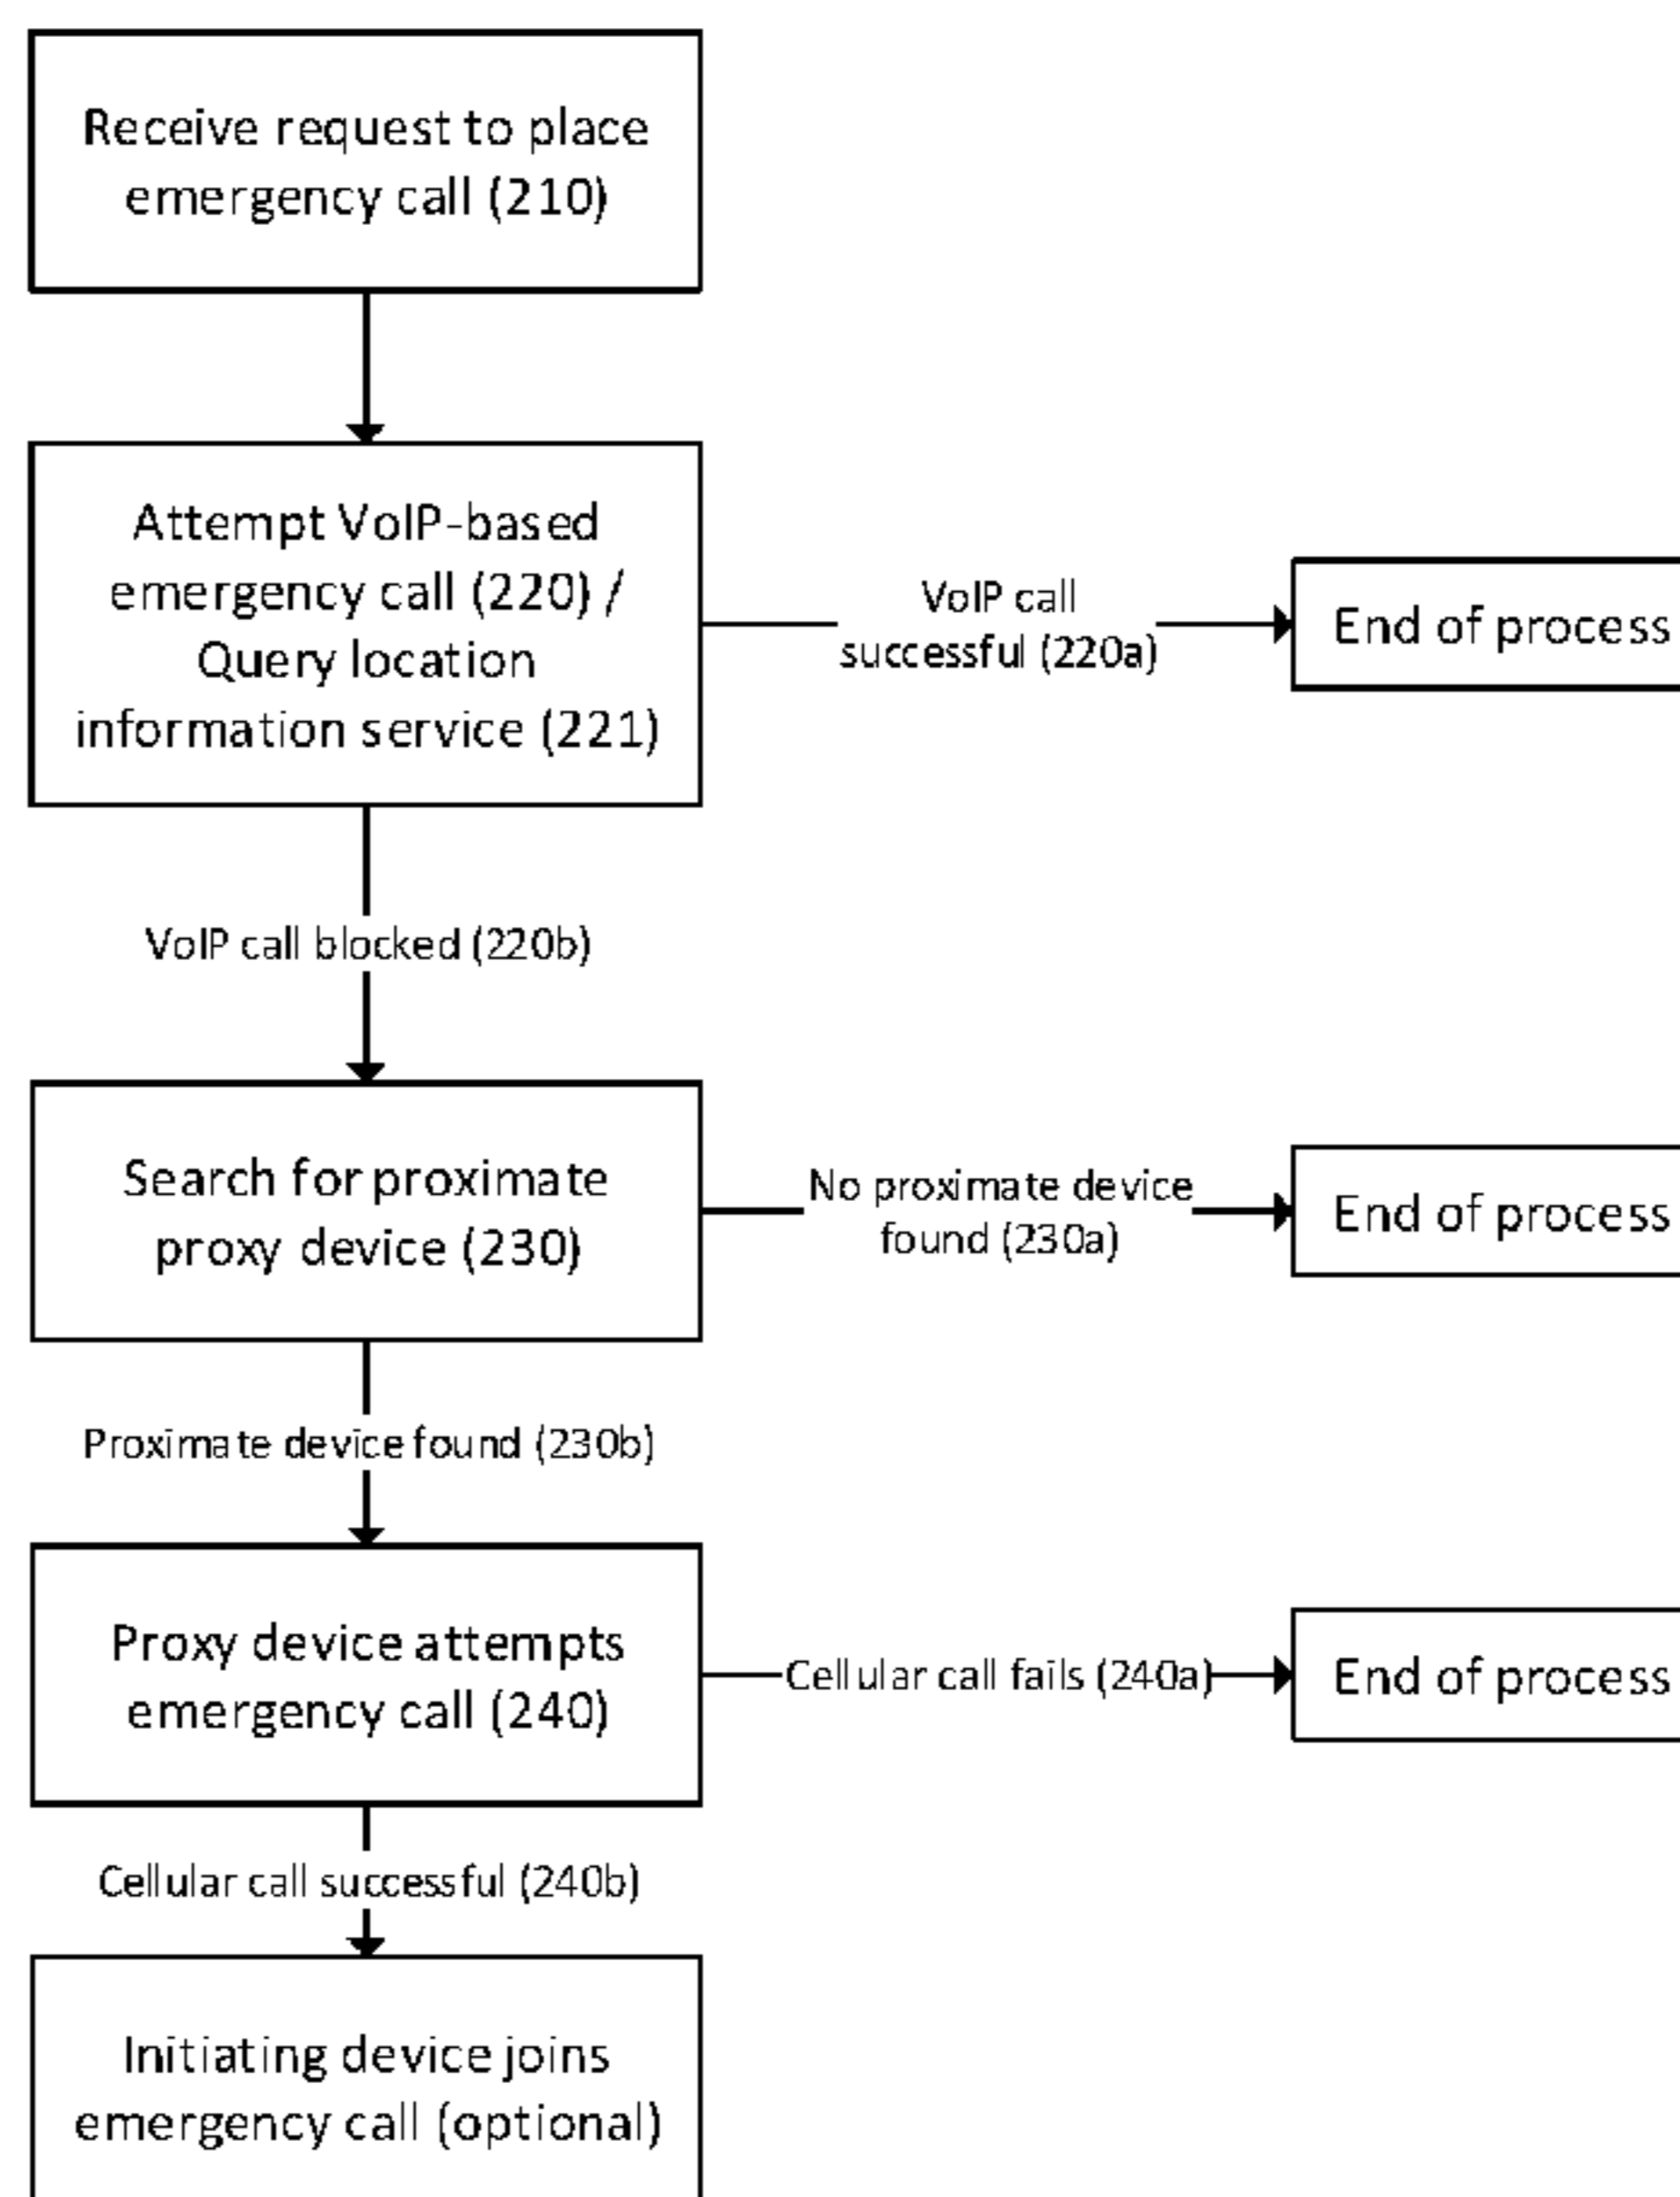 Receive request to place
emergency call (210)
Attempt VoIP-based
emergency call (220) /
Query location
information service (221)
VoIP call
successful (220a)
End of process
VoIP call blocked (220b)
Search for proximate
proxy device (230)
No proximate device
found (230a)
End of process
Proximate device found (230b)
Proxy device attempts
emergency call (240)
Cellular call fails (240a)
End of process
Cellular call successful (240b)
Initiating device joins
emergency call (optional)